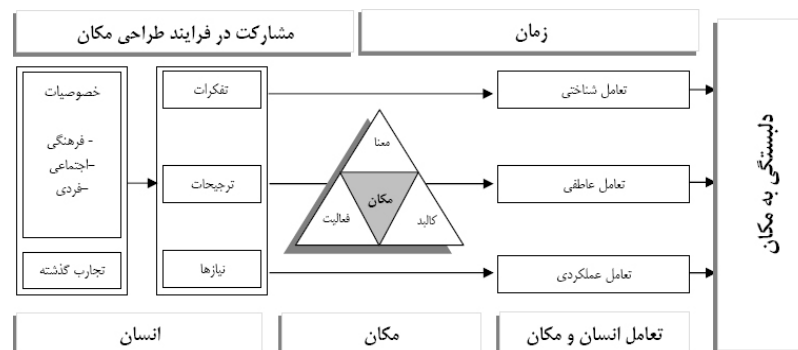 مشارکت در فرایند طراحی مکان
زمان
خصوصیات
- فرهنگی
-اجتماعی
-فردی
تجارب گذشته
تفکرات
ترجیحات
نیازها
معنا
مکان
فعالیت
کالبد
تعامل شناختی
تعامل عاطفی
تعامل عملکردی
دلبستگی به مکان
انسان
مکان
تعامل انسان و مکان